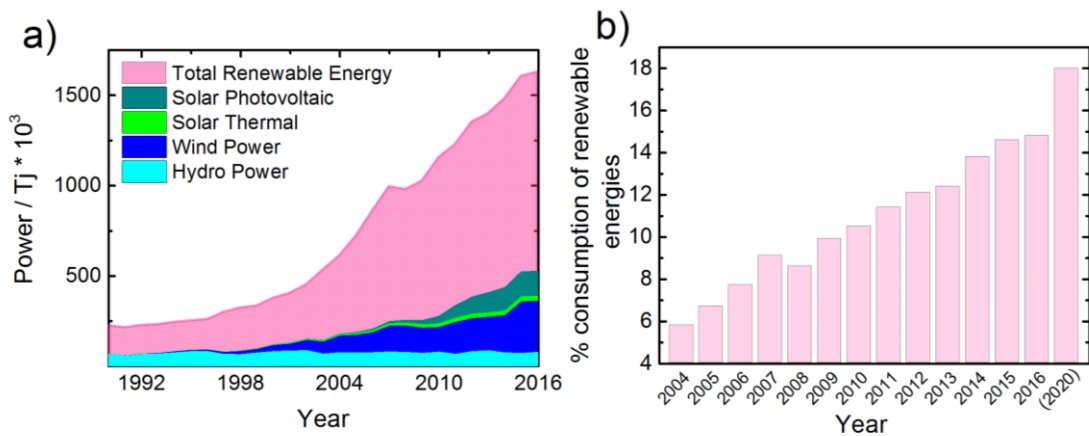 a)
Total Renewable Energy
Solar Photovoltaic
Solar Thermal
Wind Power
Hydro Power
Power / Tj * 10³
1500
1000
500
1992 1998 2004 2010 2016
Year
b)
% consumption of renewable
energies
18
16
14
12
10
8
6
4
2004 2005 2006 2007 2008 2009 2010 2011 2012 2013 2014 2015 2016 (2020)
Year